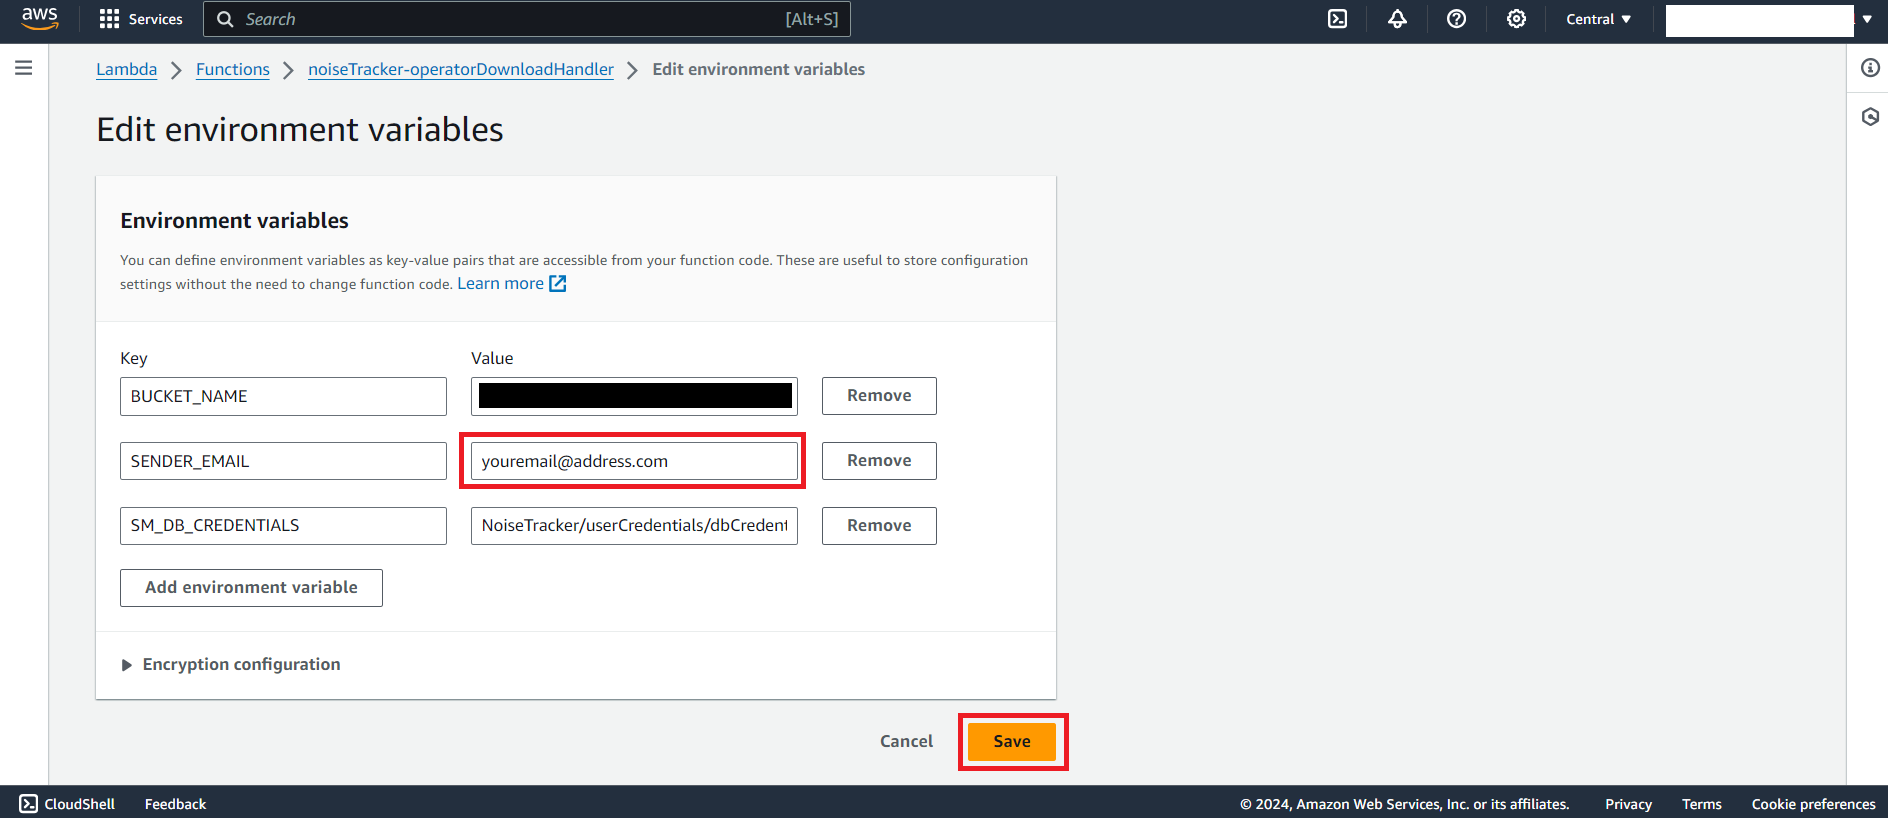 aws Services Search [Alt+S] Central
Lambda Functions noiseTracker-operatorDownloadHandler Edit environment variables
Edit environment variables
Environment variables
You can define environment variables as key-value pairs that are accessible from your function code. These are useful to store configuration
settings without the need to change function code. Learn more
Key Value
BUCKET_NAME Remove
SENDER_EMAIL youremail@address.com Remove
SM_DB_CREDENTIALS NoiseTracker/userCredentials/dbCredent Remove
Add environment variable
Encryption configuration
Cancel Save
CloudShell Feedback © 2024, Amazon Web Services, Inc. or its affiliates. Privacy Terms Cookie preferences